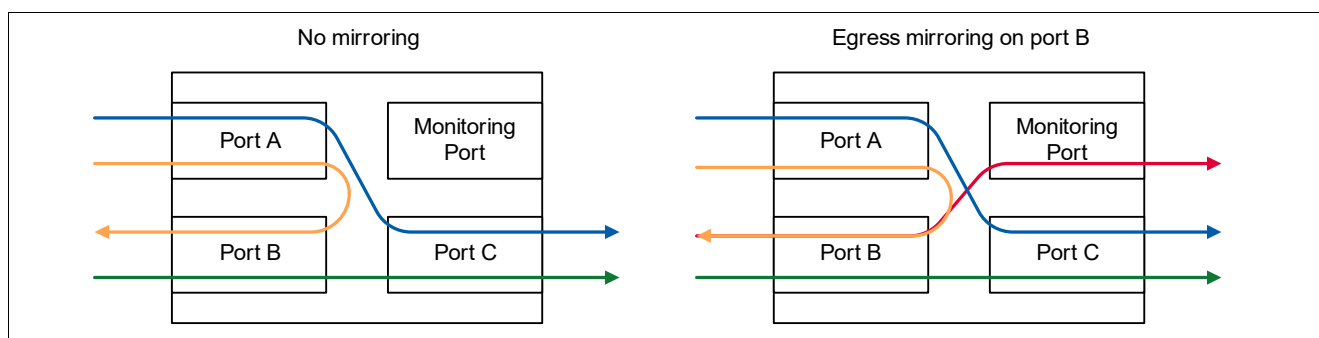 No mirroring
Port A
Monitoring
Port
Port B
Port C
Egress mirroring on port B
Port A
Monitoring
Port
Port B
Port C